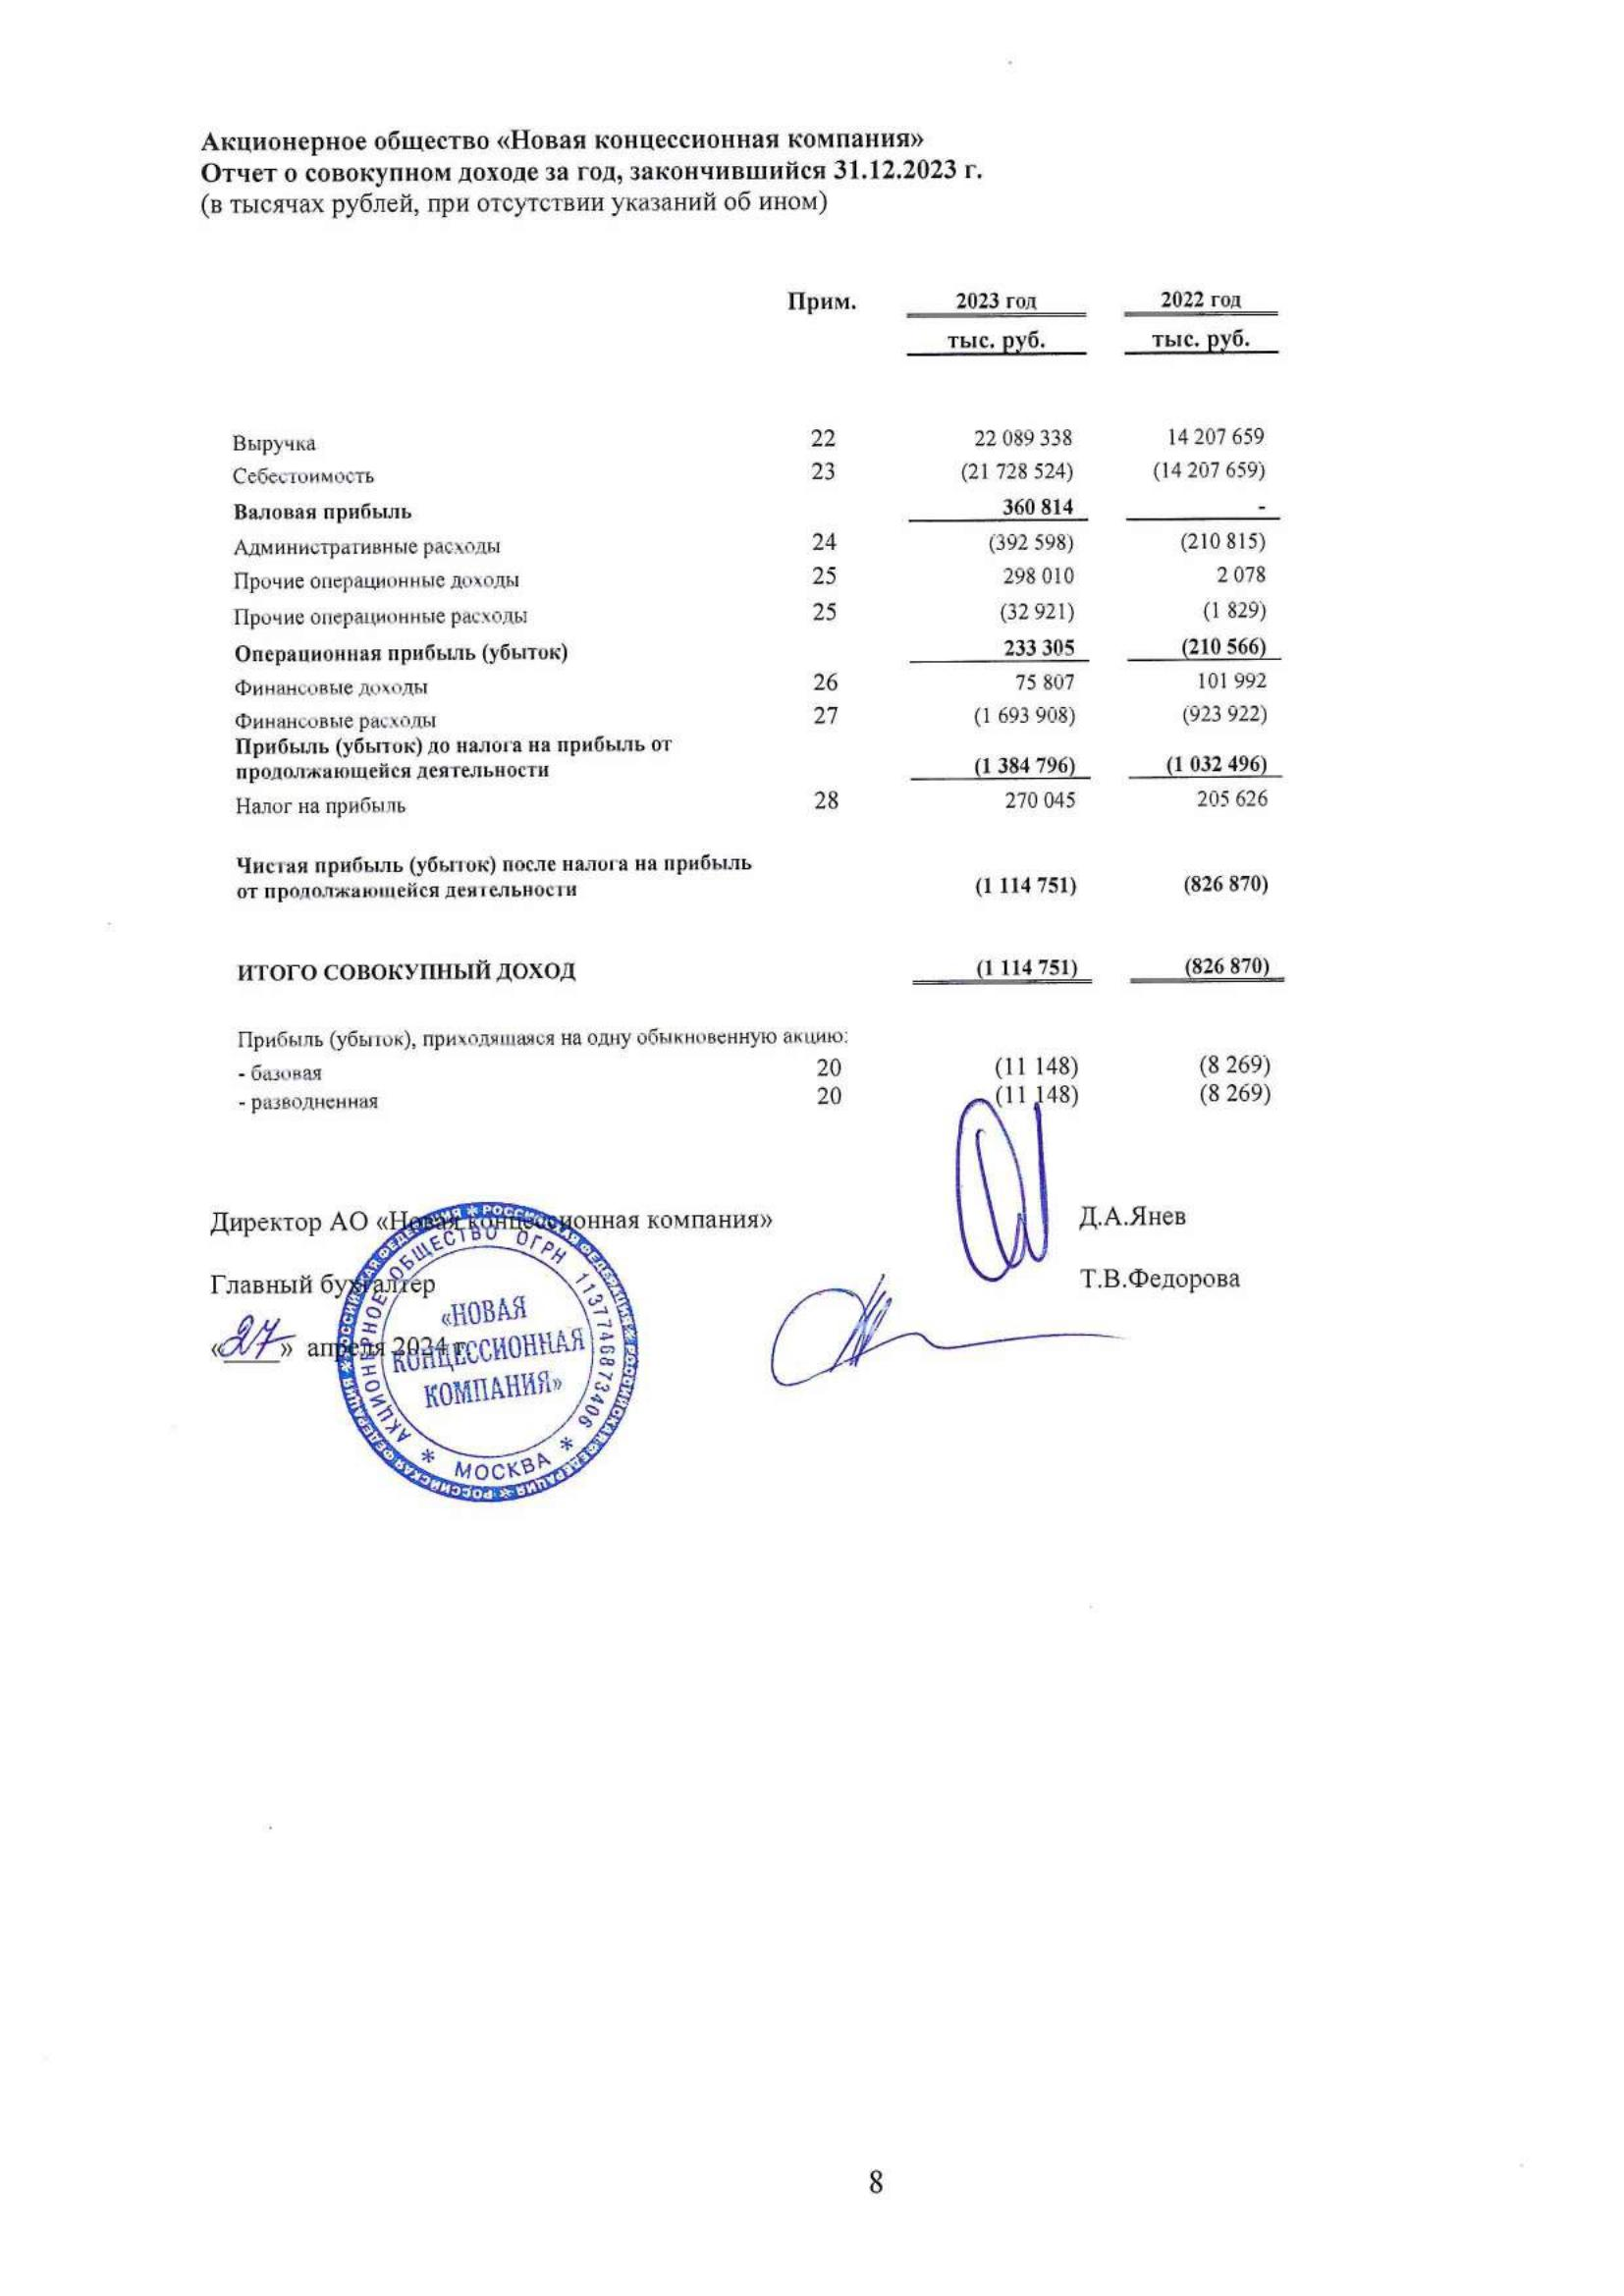 Акционерное общество «Новая концессионная компания»
Отчет о совокупном доходе за год, закончившийся 31.12.2023 г.
(в тысячах рублей, при отсутствии указаний об ином)
Прим. 2023 год 2022 год
тыс. руб. тыс. руб.
Выручка 22 22 089 338 14 207 659
Себестоимость 23 (21 728 524) (14 207 659)
Валовая прибыль 360 814 -
Административные расходы 24 (392 598) (210 815)
Прочие операционные доходы 25 298 010 2 078
Прочие операционные расходы 25 (32 921) (1 829)
Операционная прибыль (убыток) 233 305 (210 566)
Финансовые доходы 26 75 807 101 992
Финансовые расходы 27 (1 693 908) (923 922)
Прибыль (убыток) до налога на прибыль от
продолжающейся деятельности (1 384 796) (1 032 496)
Налог на прибыль 28 270 045 205 626
Чистая прибыль (убыток) после налога на прибыль
от продолжающейся деятельности (1 114 751) (826 870)
ИТОГО СОВОКУПНЫЙ ДОХОД (1 114 751) (826 870)
Прибыль (убыток), приходящаяся на одну обыкновенную акцию:
- базовая 20 (11 148) (8 269)
- разводненная 20 (11 148) (8 269)
Директор АО «Новая концессионная компания» Д.А.Янев
Главный бухгалтер Т.В.Федорова
«27» апреля 2024 г.
РОССИЙСКАЯ ФЕДЕРАЦИЯ * РОССИЙСКАЯ ФЕДЕРАЦИЯ * РОССИЙСКАЯ ФЕДЕРАЦИЯ * РОССИЙСКАЯ ФЕДЕРАЦИЯ *
АКЦИОНЕРНОЕ ОБЩЕСТВО ОГРН 1137746873406
* МОСКВА *
«НОВАЯ
КОНЦЕССИОННАЯ
КОМПАНИЯ»
8